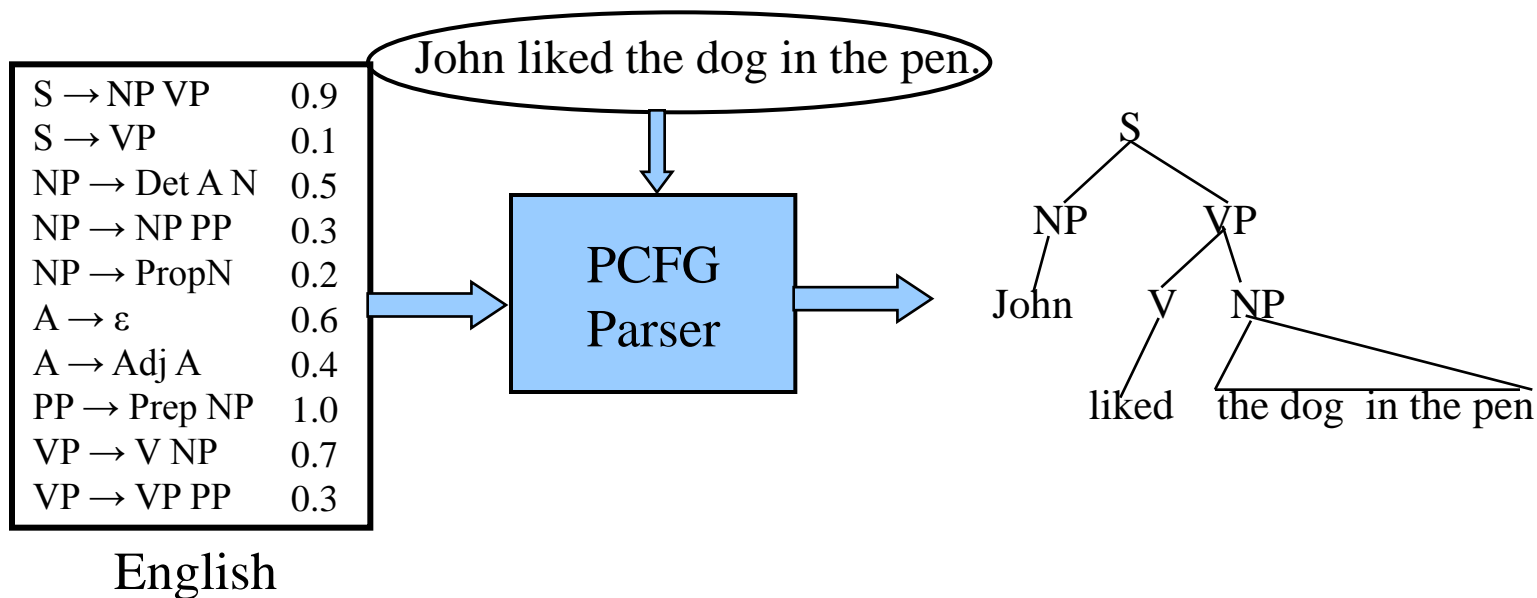 John liked the dog in the pen.
S → NP VP 0.9
S → VP 0.1
NP → Det A N 0.5
NP → NP PP 0.3
NP → PropN 0.2
A → ε 0.6
A → Adj A 0.4
PP → Prep NP 1.0
VP → V NP 0.7
VP → VP PP 0.3
English
PCFG
Parser
S
NP VP
John V NP
liked the dog in the pen